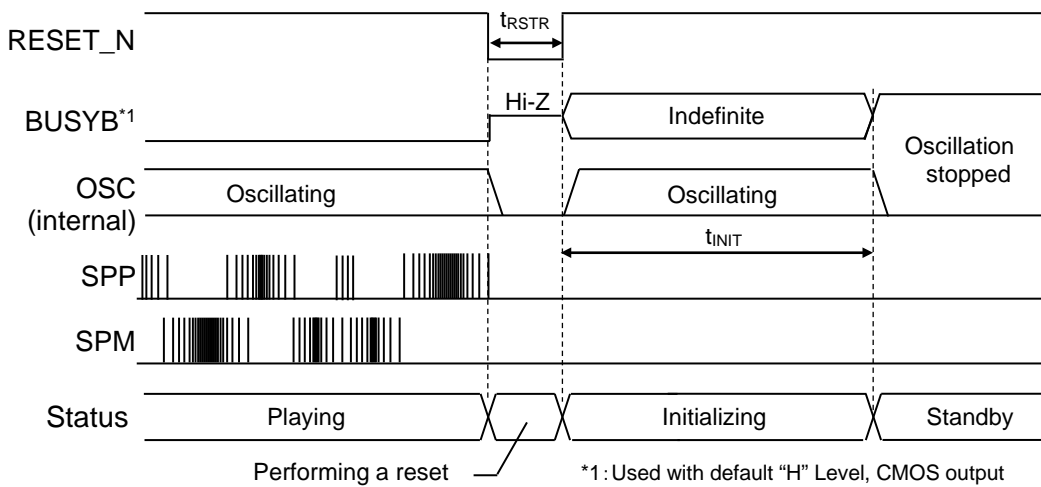 tRSTR
RESET_N
BUSYB*1
Hi-Z
Indefinite
Oscillation
stopped
OSC
(internal)
Oscillating
Oscillating
tINIT
SPP
SPM
Status
Playing
Initializing
Standby
Performing a reset
*1: Used with default “H” Level, CMOS output